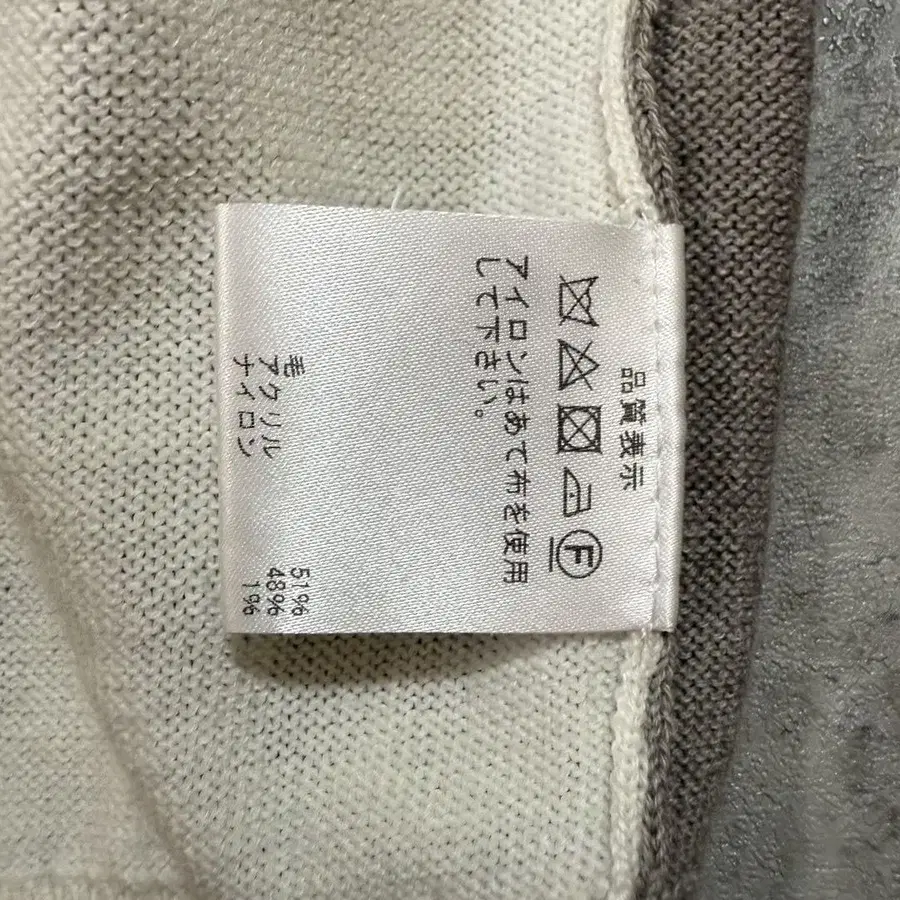 品質表示
F
アイロンはあて布を使用
して下さい。
毛 51%
アクリル 48%
ナイロン 1%